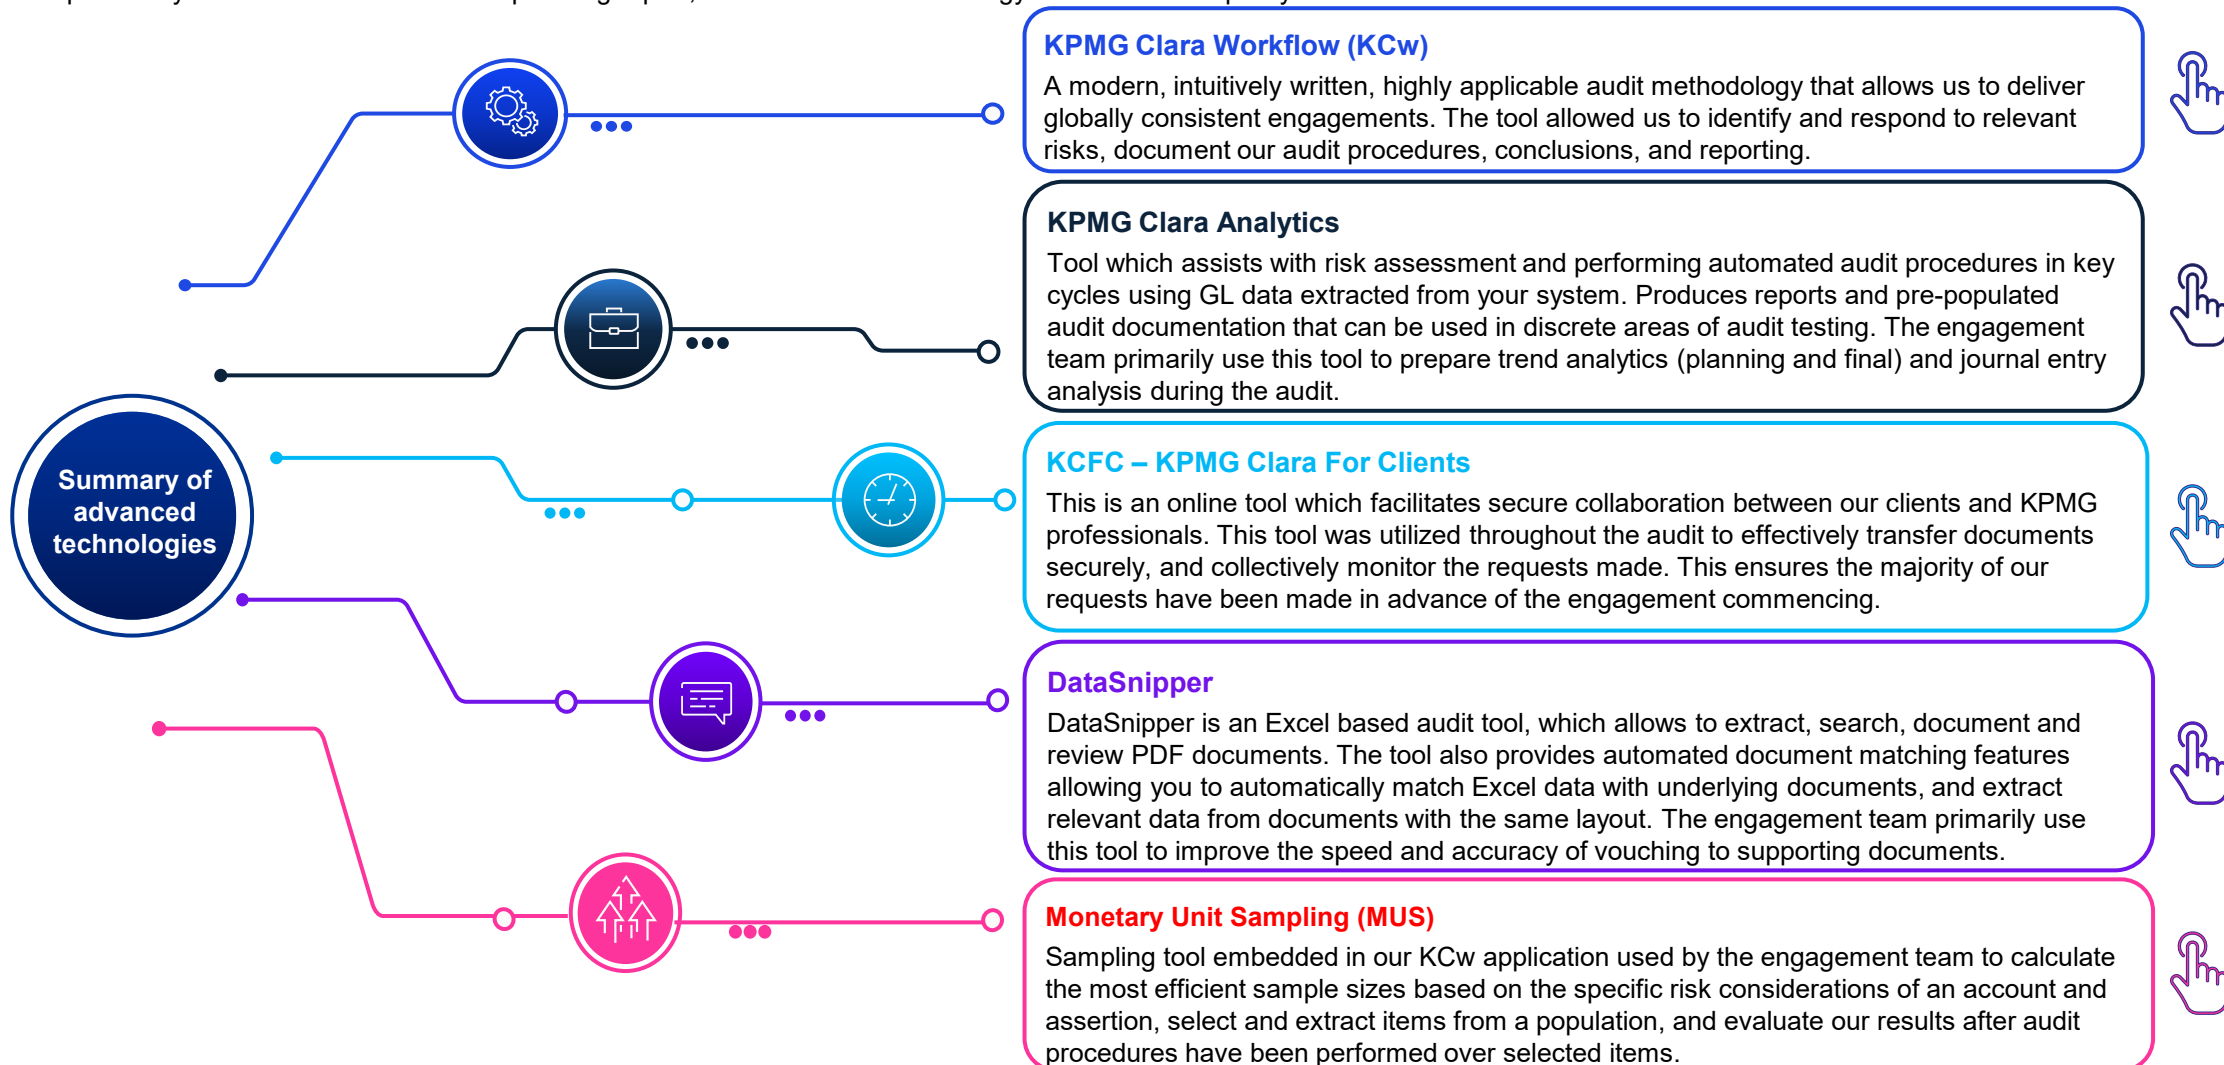 KPMG Clara Workflow (KCw)
A modern, intuitively written, highly applicable audit methodology that allows us to deliver
globally consistent engagements. The tool allowed us to identify and respond to relevant
risks, document our audit procedures, conclusions, and reporting.
KPMG Clara Analytics
Tool which assists with risk assessment and performing automated audit procedures in key
cycles using GL data extracted from your system. Produces reports and pre-populated
audit documentation that can be used in discrete areas of audit testing. The engagement
team primarily use this tool to prepare trend analytics (planning and final) and journal entry
analysis during the audit.
Summary of
advanced
technologies
KCFC – KPMG Clara For Clients
This is an online tool which facilitates secure collaboration between our clients and KPMG
professionals. This tool was utilized throughout the audit to effectively transfer documents
securely, and collectively monitor the requests made. This ensures the majority of our
requests have been made in advance of the engagement commencing.
DataSnipper
DataSnipper is an Excel based audit tool, which allows to extract, search, document and
review PDF documents. The tool also provides automated document matching features
allowing you to automatically match Excel data with underlying documents, and extract
relevant data from documents with the same layout. The engagement team primarily use
this tool to improve the speed and accuracy of vouching to supporting documents.
Monetary Unit Sampling (MUS)
Sampling tool embedded in our KCw application used by the engagement team to calculate
the most efficient sample sizes based on the specific risk considerations of an account and
assertion, select and extract items from a population, and evaluate our results after audit
procedures have been performed over selected items.